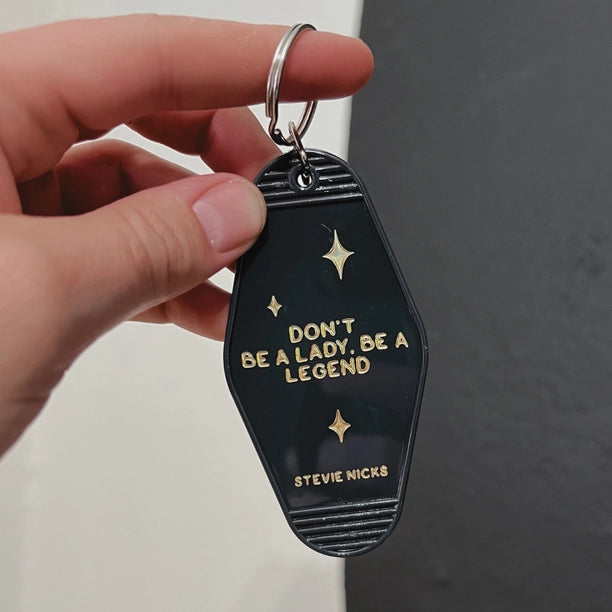 DON'T
BE A LADY. BE A
LEGEND
STEVIE NICKS